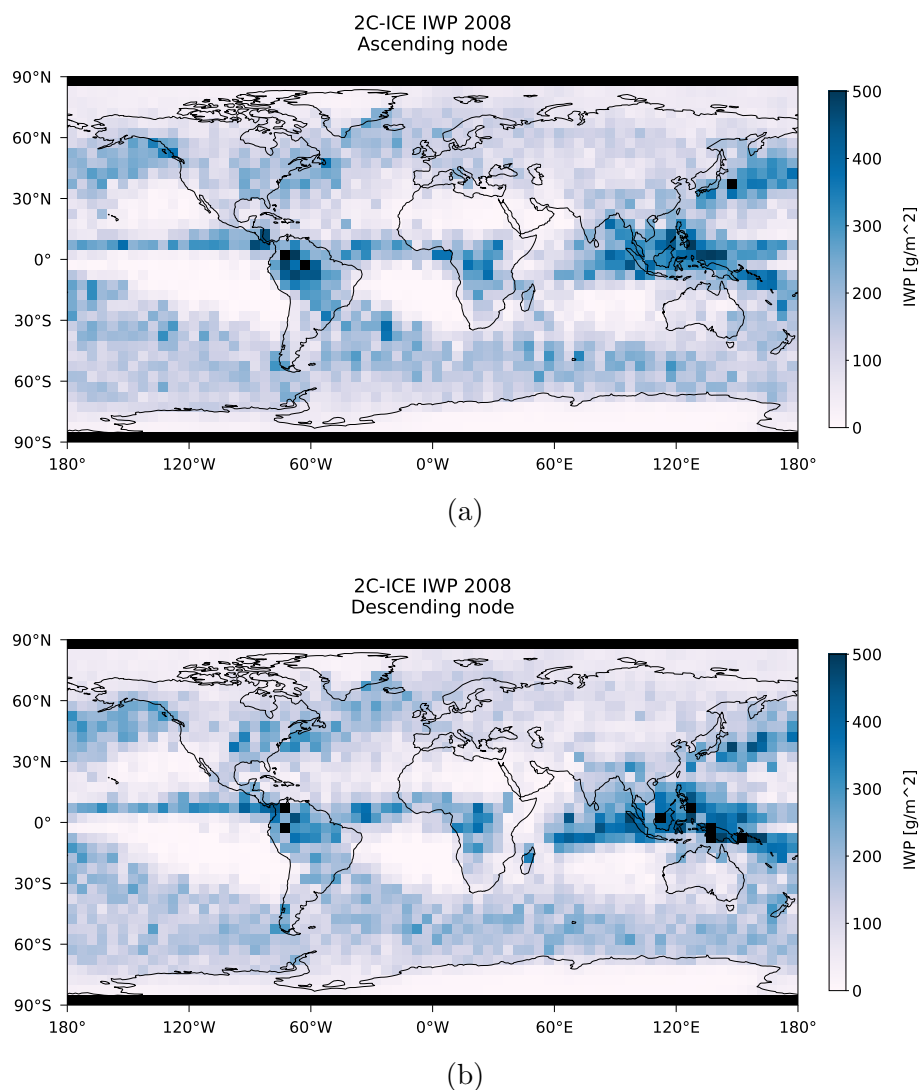 2C-ICE IWP 2008
Ascending node
90°N
60°N
30°N
0°
30°S
60°S
90°S
180°
120°W
60°W
0°W
60°E
120°E
180°
500
400
300
200
100
0
IWP [g/m^2]
(a)
2C-ICE IWP 2008
Descending node
90°N
60°N
30°N
0°
30°S
60°S
90°S
180°
120°W
60°W
0°W
60°E
120°E
180°
500
400
300
200
100
0
IWP [g/m^2]
(b)